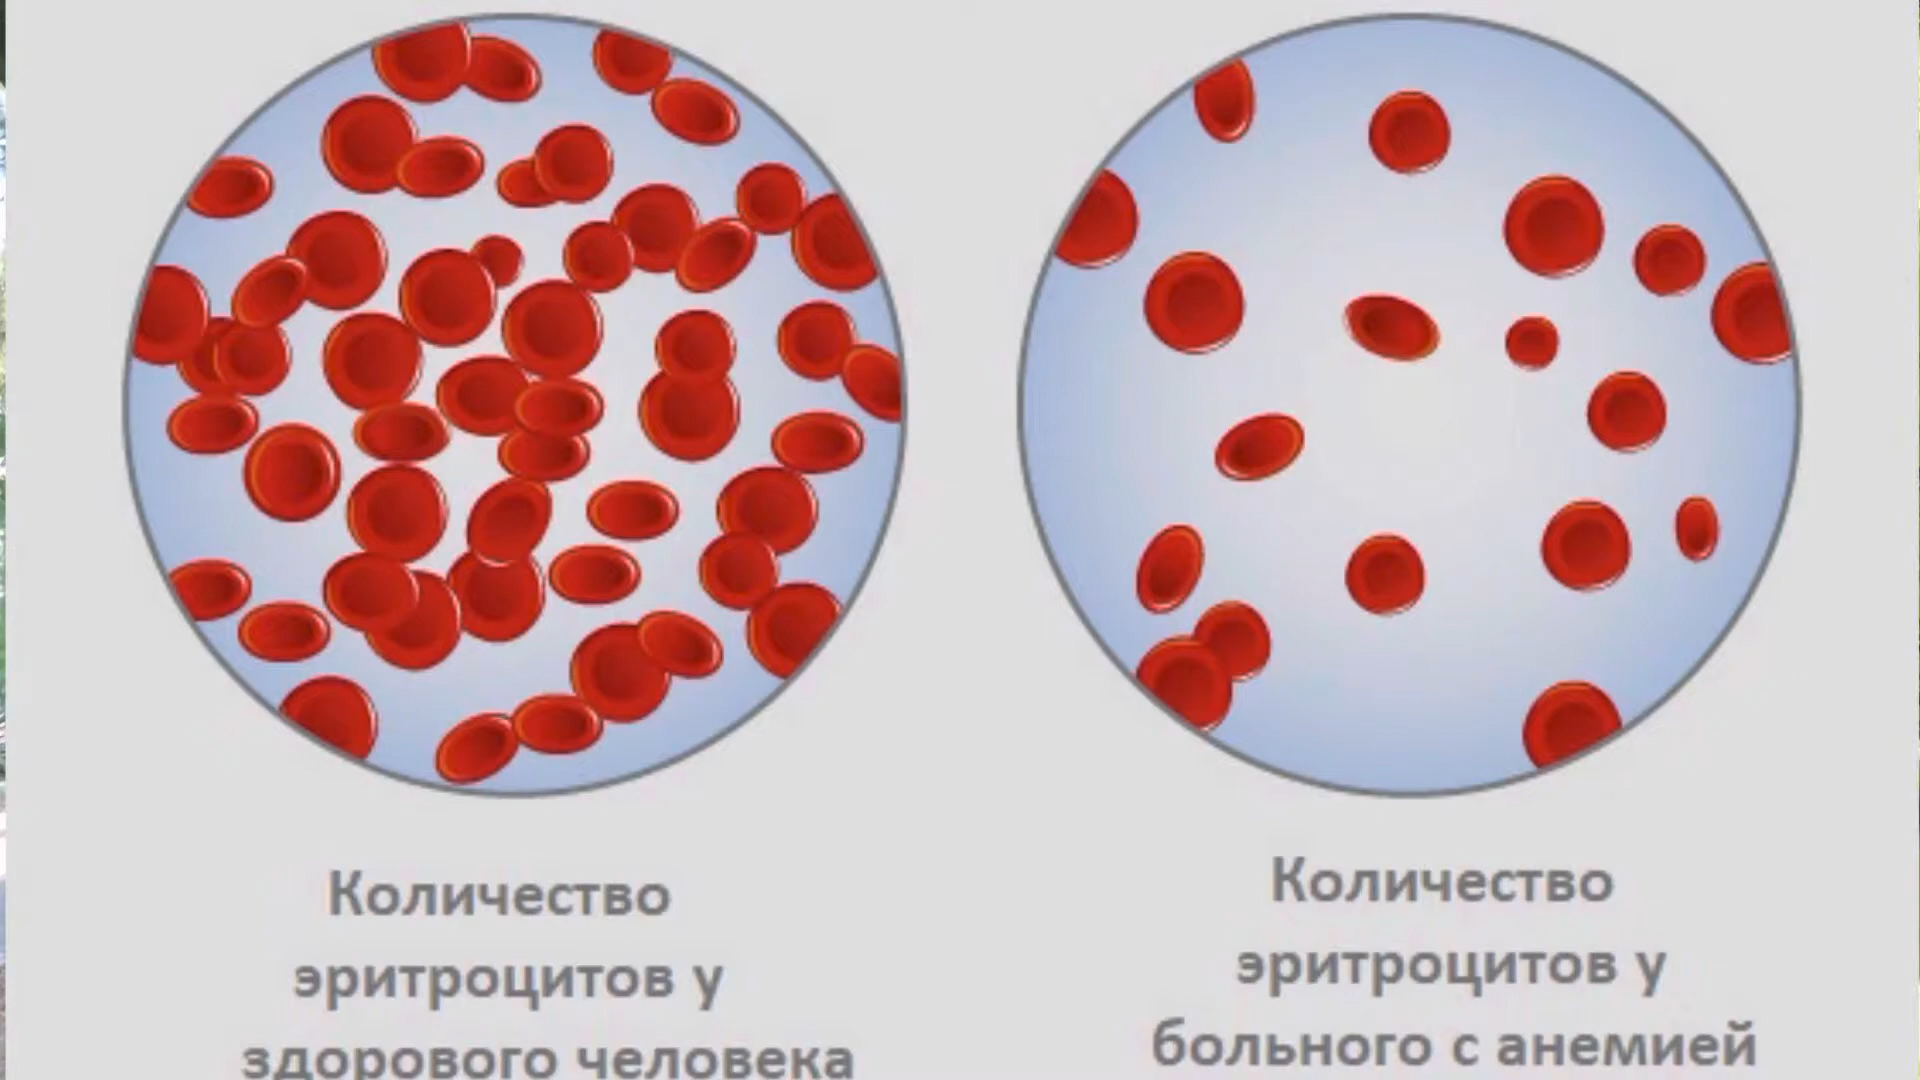 Количество
эритроцитов у
здорового человека
Количество
эритроцитов у
больного с анемией